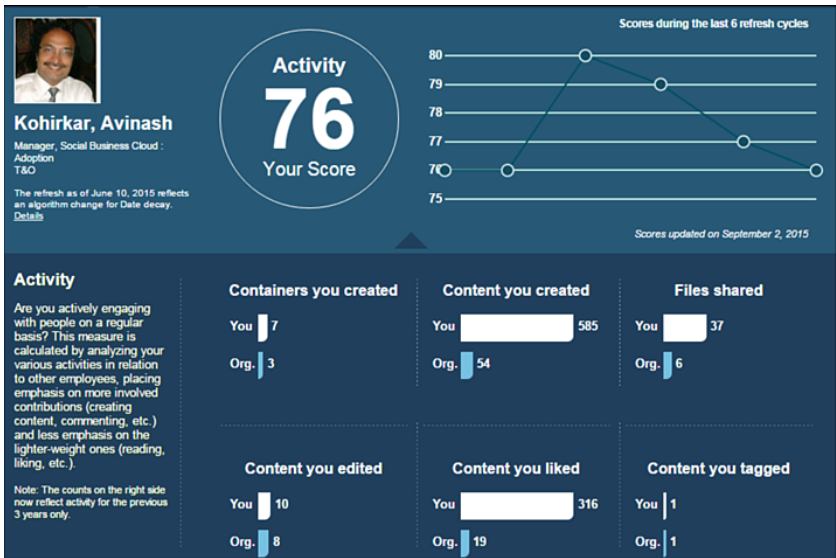 Kohirkar, Avinash
Manager, Social Business Cloud :
Adoption
T&O
The refresh as of June 10, 2015 reflects
an algorithm change for Date decay.
Details
Activity
76
Your Score
Scores during the last 6 refresh cycles
80
79
78
77
76
75
Scores updated on September 2, 2015
Activity
Are you actively engaging
with people on a regular
basis? This measure is
calculated by analyzing your
various activities in relation
to other employees, placing
emphasis on more involved
contributions (creating
content, commenting, etc.)
and less emphasis on the
lighter-weight ones (reading,
liking, etc.).
Note: The counts on the right side
now reflect activity for the previous
3 years only.
Containers you created
You 7
Org. 3
Content you created
You 585
Org. 54
Files shared
You 37
Org. 6
Content you edited
You 10
Org. 8
Content you liked
You 316
Org. 19
Content you tagged
You 1
Org. 1